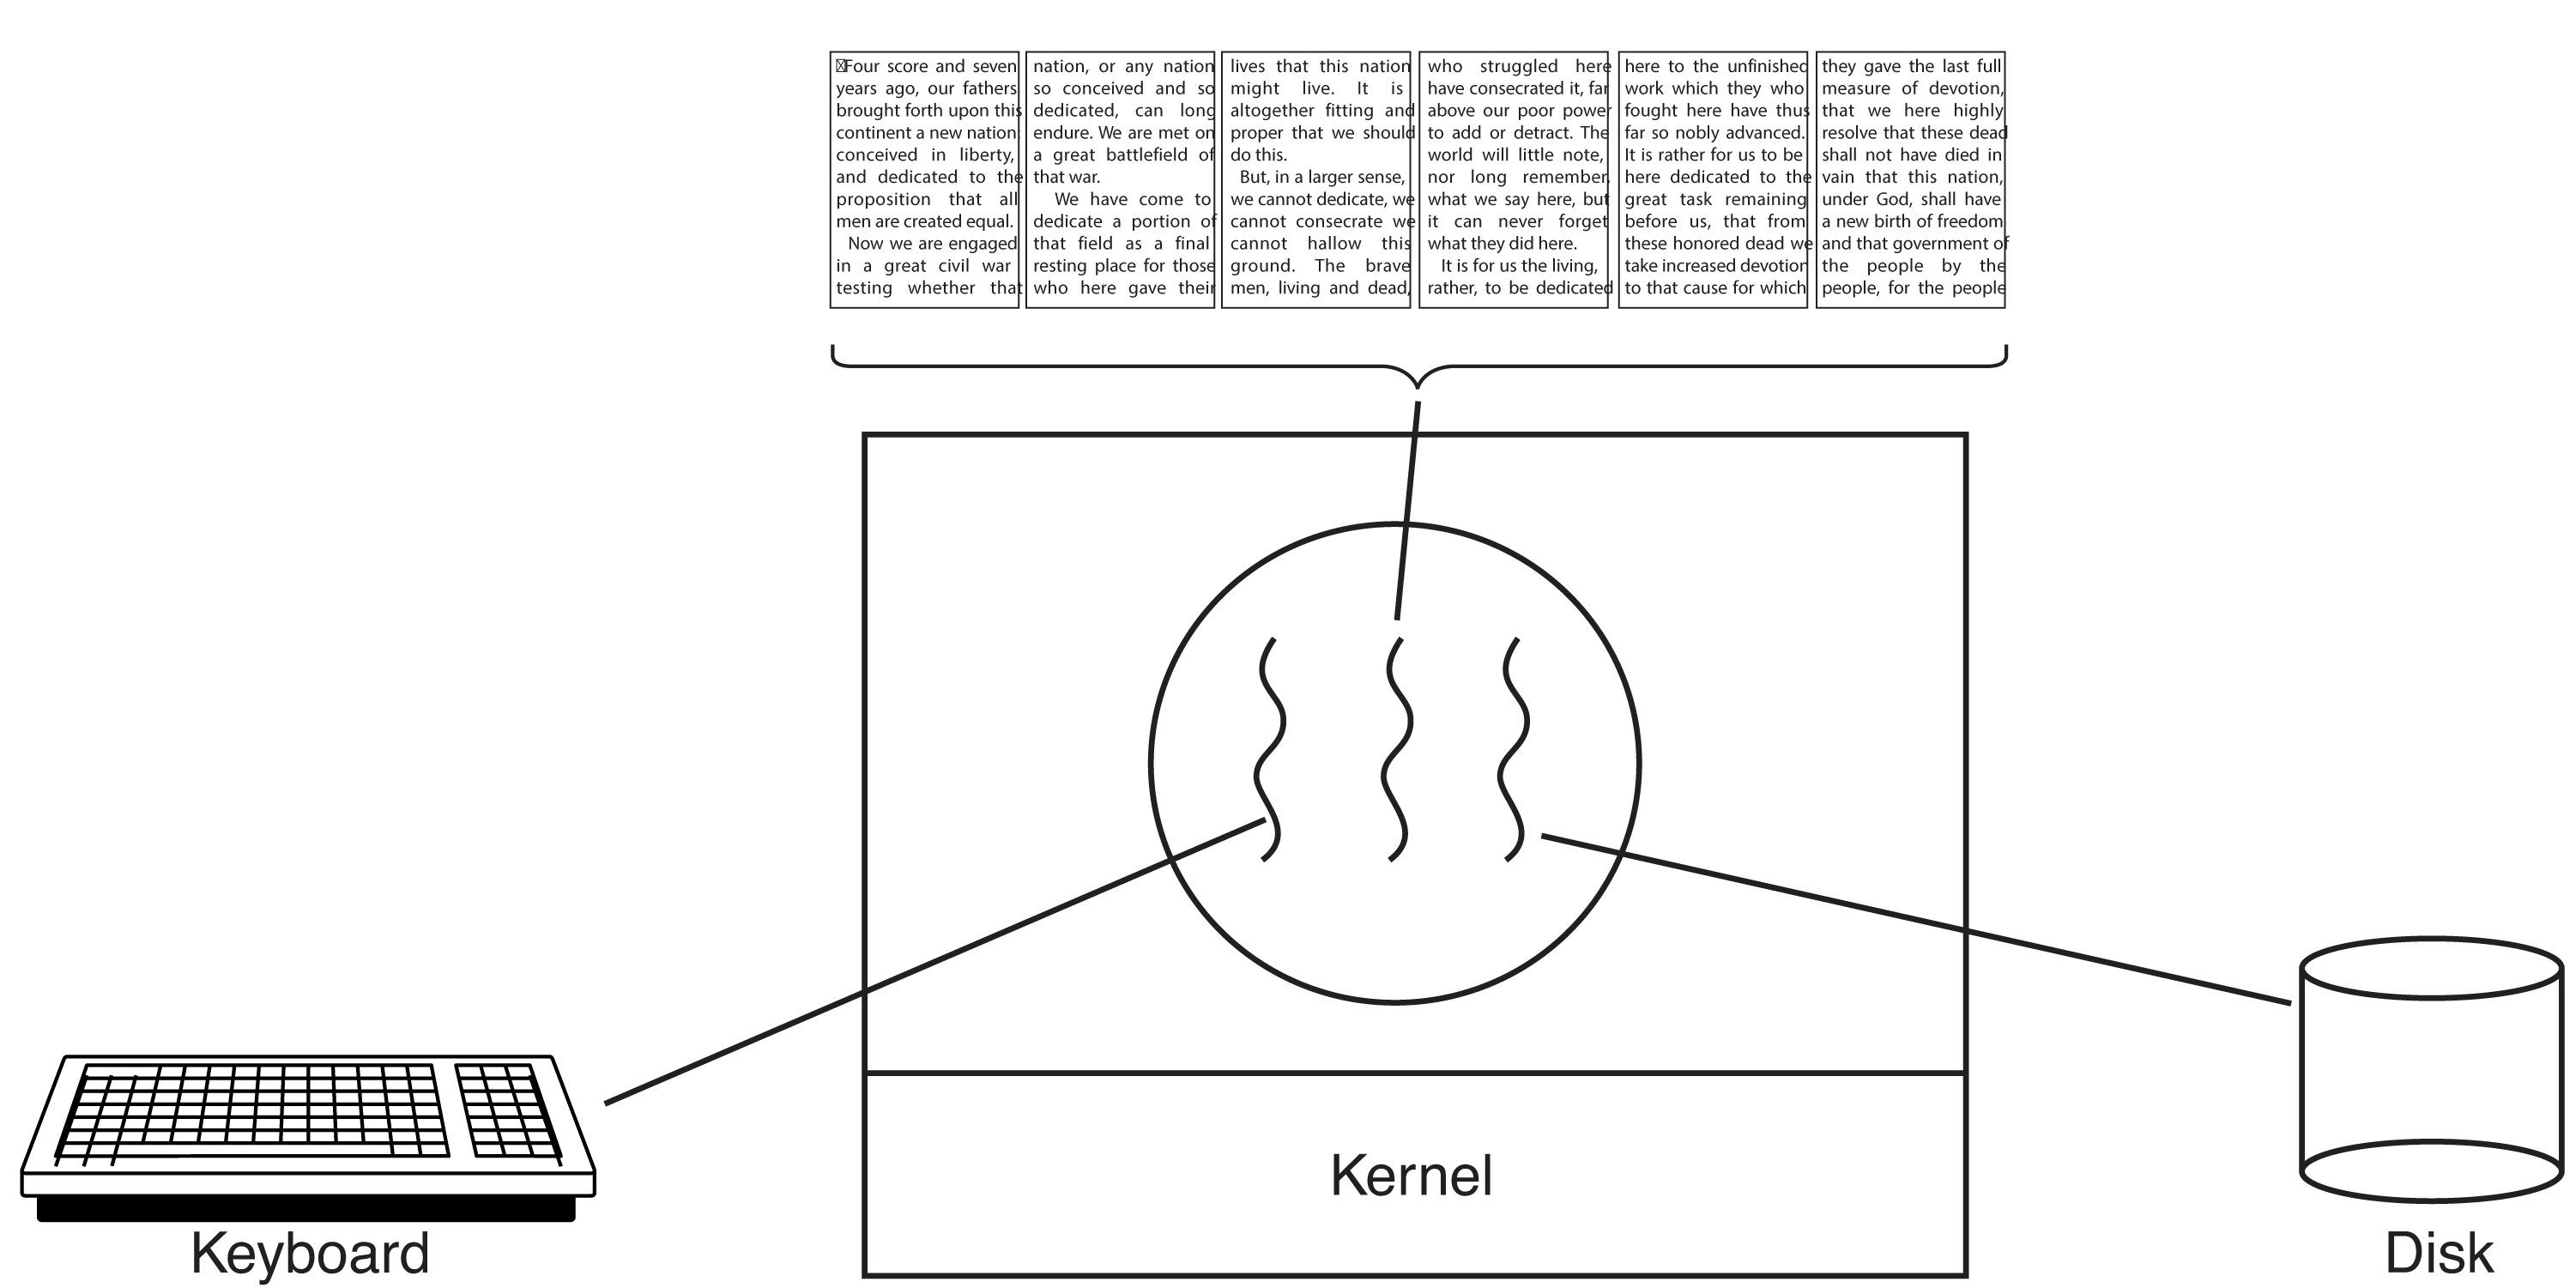 Four score and seven
years ago, our fathers
brought forth upon this
continent a new nation:
conceived in liberty,
and dedicated to the
proposition that all
men are created equal.
Now we are engaged
in a great civil war
testing whether that
nation, or any nation
so conceived and so
dedicated, can long
endure. We are met on
a great battlefield of
that war.
We have come to
dedicate a portion of
that field as a final
resting place for those
who here gave their
lives that this nation
might live. It is
altogether fitting and
proper that we should
do this.
But, in a larger sense,
we cannot dedicate, we
cannot consecrate we
cannot hallow this
ground. The brave
men, living and dead,
who struggled here
have consecrated it, far
above our poor power
to add or detract. The
world will little note,
nor long remember,
what we say here, but
it can never forget
what they did here.
It is for us the living,
rather, to be dedicated
here to the unfinished
work which they who
fought here have thus
far so nobly advanced.
It is rather for us to be
here dedicated to the
great task remaining
before us, that from
these honored dead we
take increased devotion
to that cause for which
they gave the last full
measure of devotion,
that we here highly
resolve that these dead
shall not have died in
vain that this nation,
under God, shall have
a new birth of freedom
and that government of
the people by the
people, for the people
Kernel
Keyboard
Disk